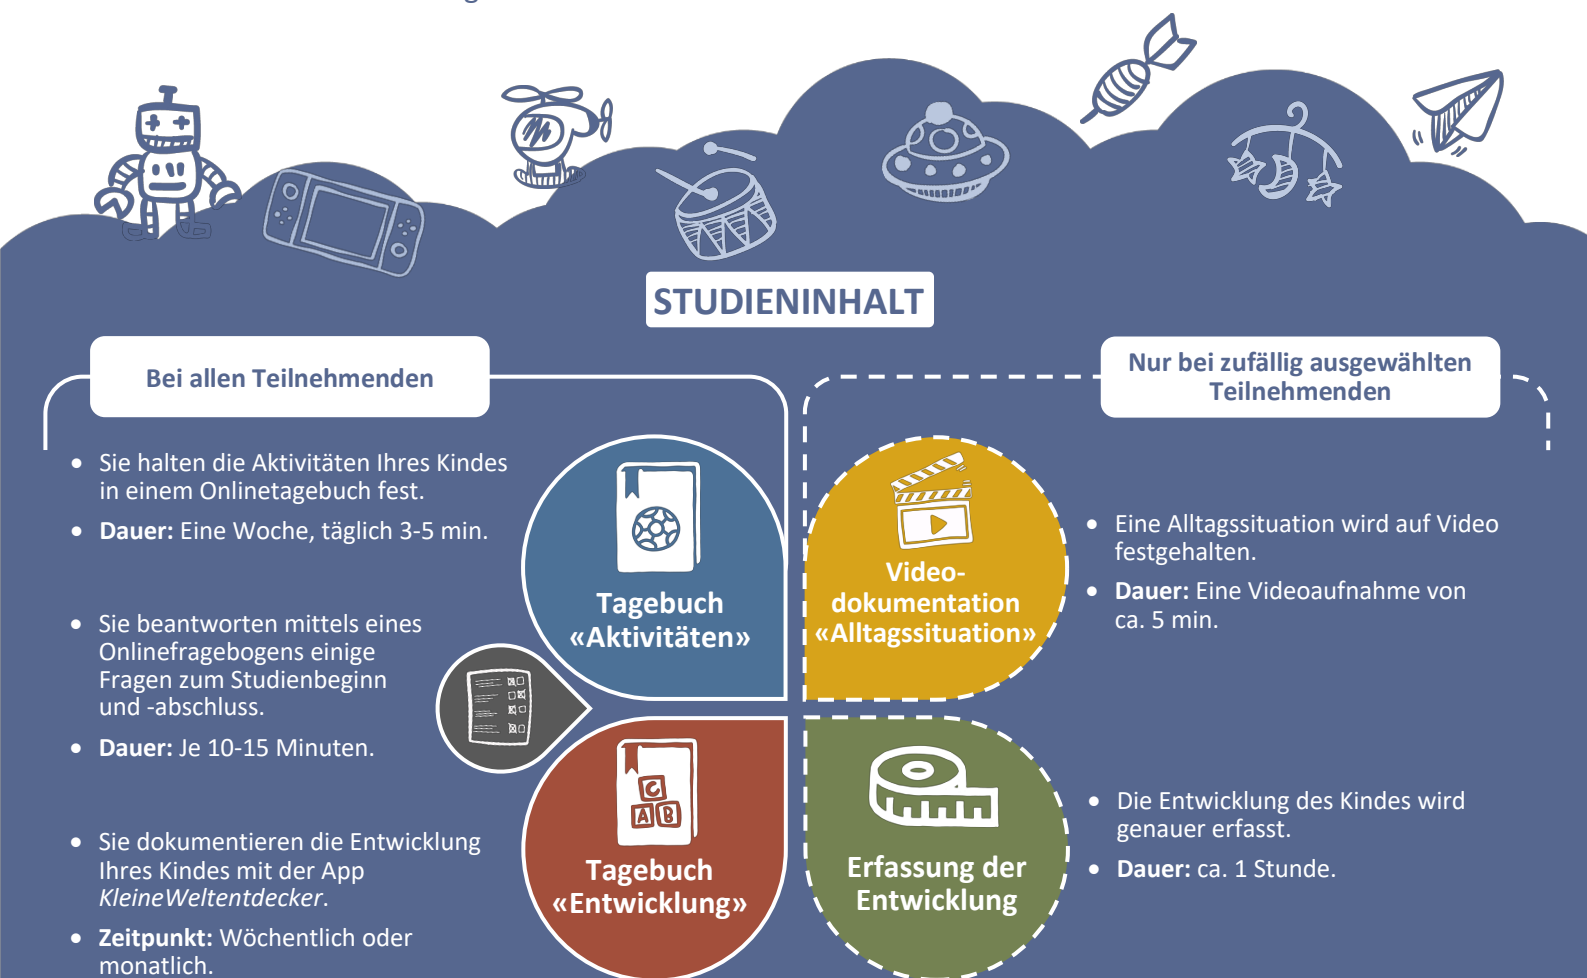 STUDIENINHALT
Bei allen Teilnehmenden
• Sie halten die Aktivitäten Ihres Kindes
in einem Onlinetagebuch fest.
• Dauer: Eine Woche, täglich 3-5 min.
• Sie beantworten mittels eines
Onlinefragebogens einige
Fragen zum Studienbeginn
und -abschluss.
• Dauer: Je 10-15 Minuten.
• Sie dokumentieren die Entwicklung
Ihres Kindes mit der App
KleineWeltentdecker.
• Zeitpunkt: Wöchentlich oder
monatlich.
Tagebuch
«Aktivitäten»
C
A B
Tagebuch
«Entwicklung»
Nur bei zufällig ausgewählten
Teilnehmenden
Video-
dokumentation
«Alltagssituation»
• Eine Alltagssituation wird auf Video
festgehalten.
• Dauer: Eine Videoaufnahme von
ca. 5 min.
Erfassung der
Entwicklung
• Die Entwicklung des Kindes wird
genauer erfasst.
• Dauer: ca. 1 Stunde.